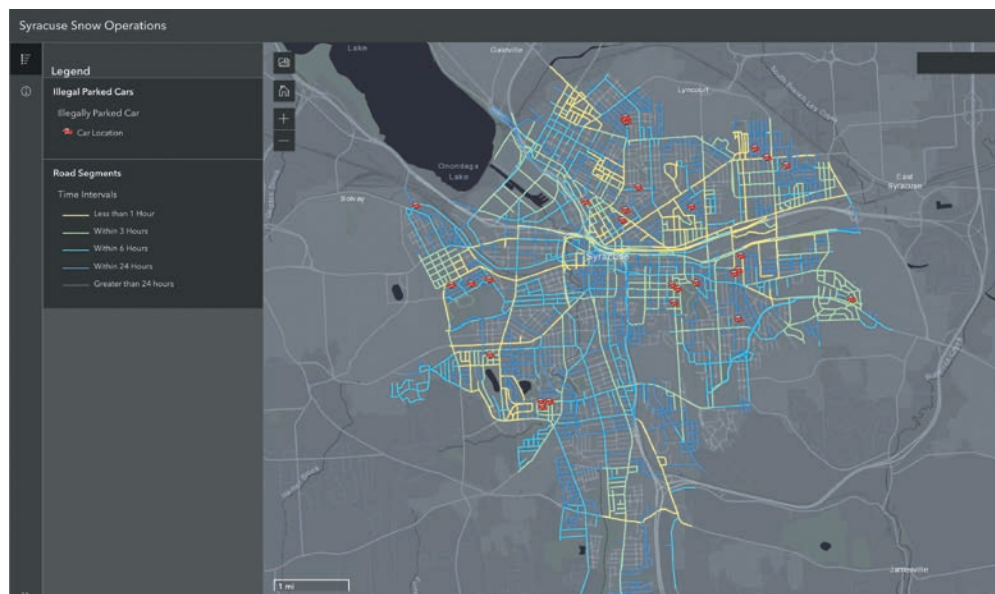 Syracuse Snow Operations
Legend
Illegal Parked Cars
Illegally Parked Car
Car Location
Road Segments
Time Intervals
Less than 1 Hour
Within 3 Hours
Within 6 Hours
Within 24 Hours
Greater than 24 hours
Lake
Galeville
Lyncourt
Onondaga
Lake
Solvay
East
Syracuse
Syracuse
Jamesville
1 mi